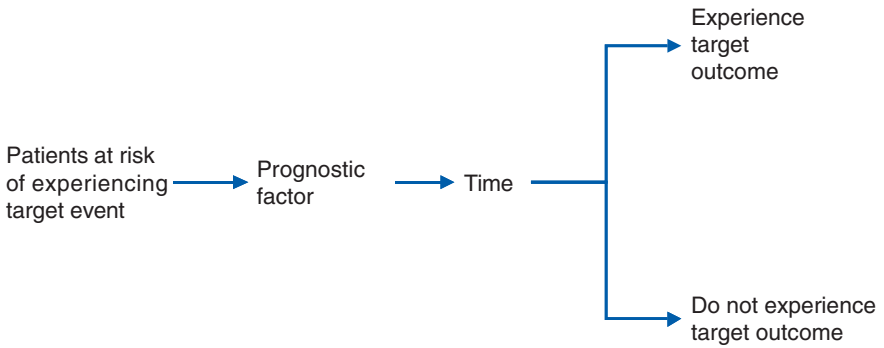 Experience
target
outcome
Patients at risk
of experiencing
target event
Prognostic
factor
Time
Do not experience
target outcome